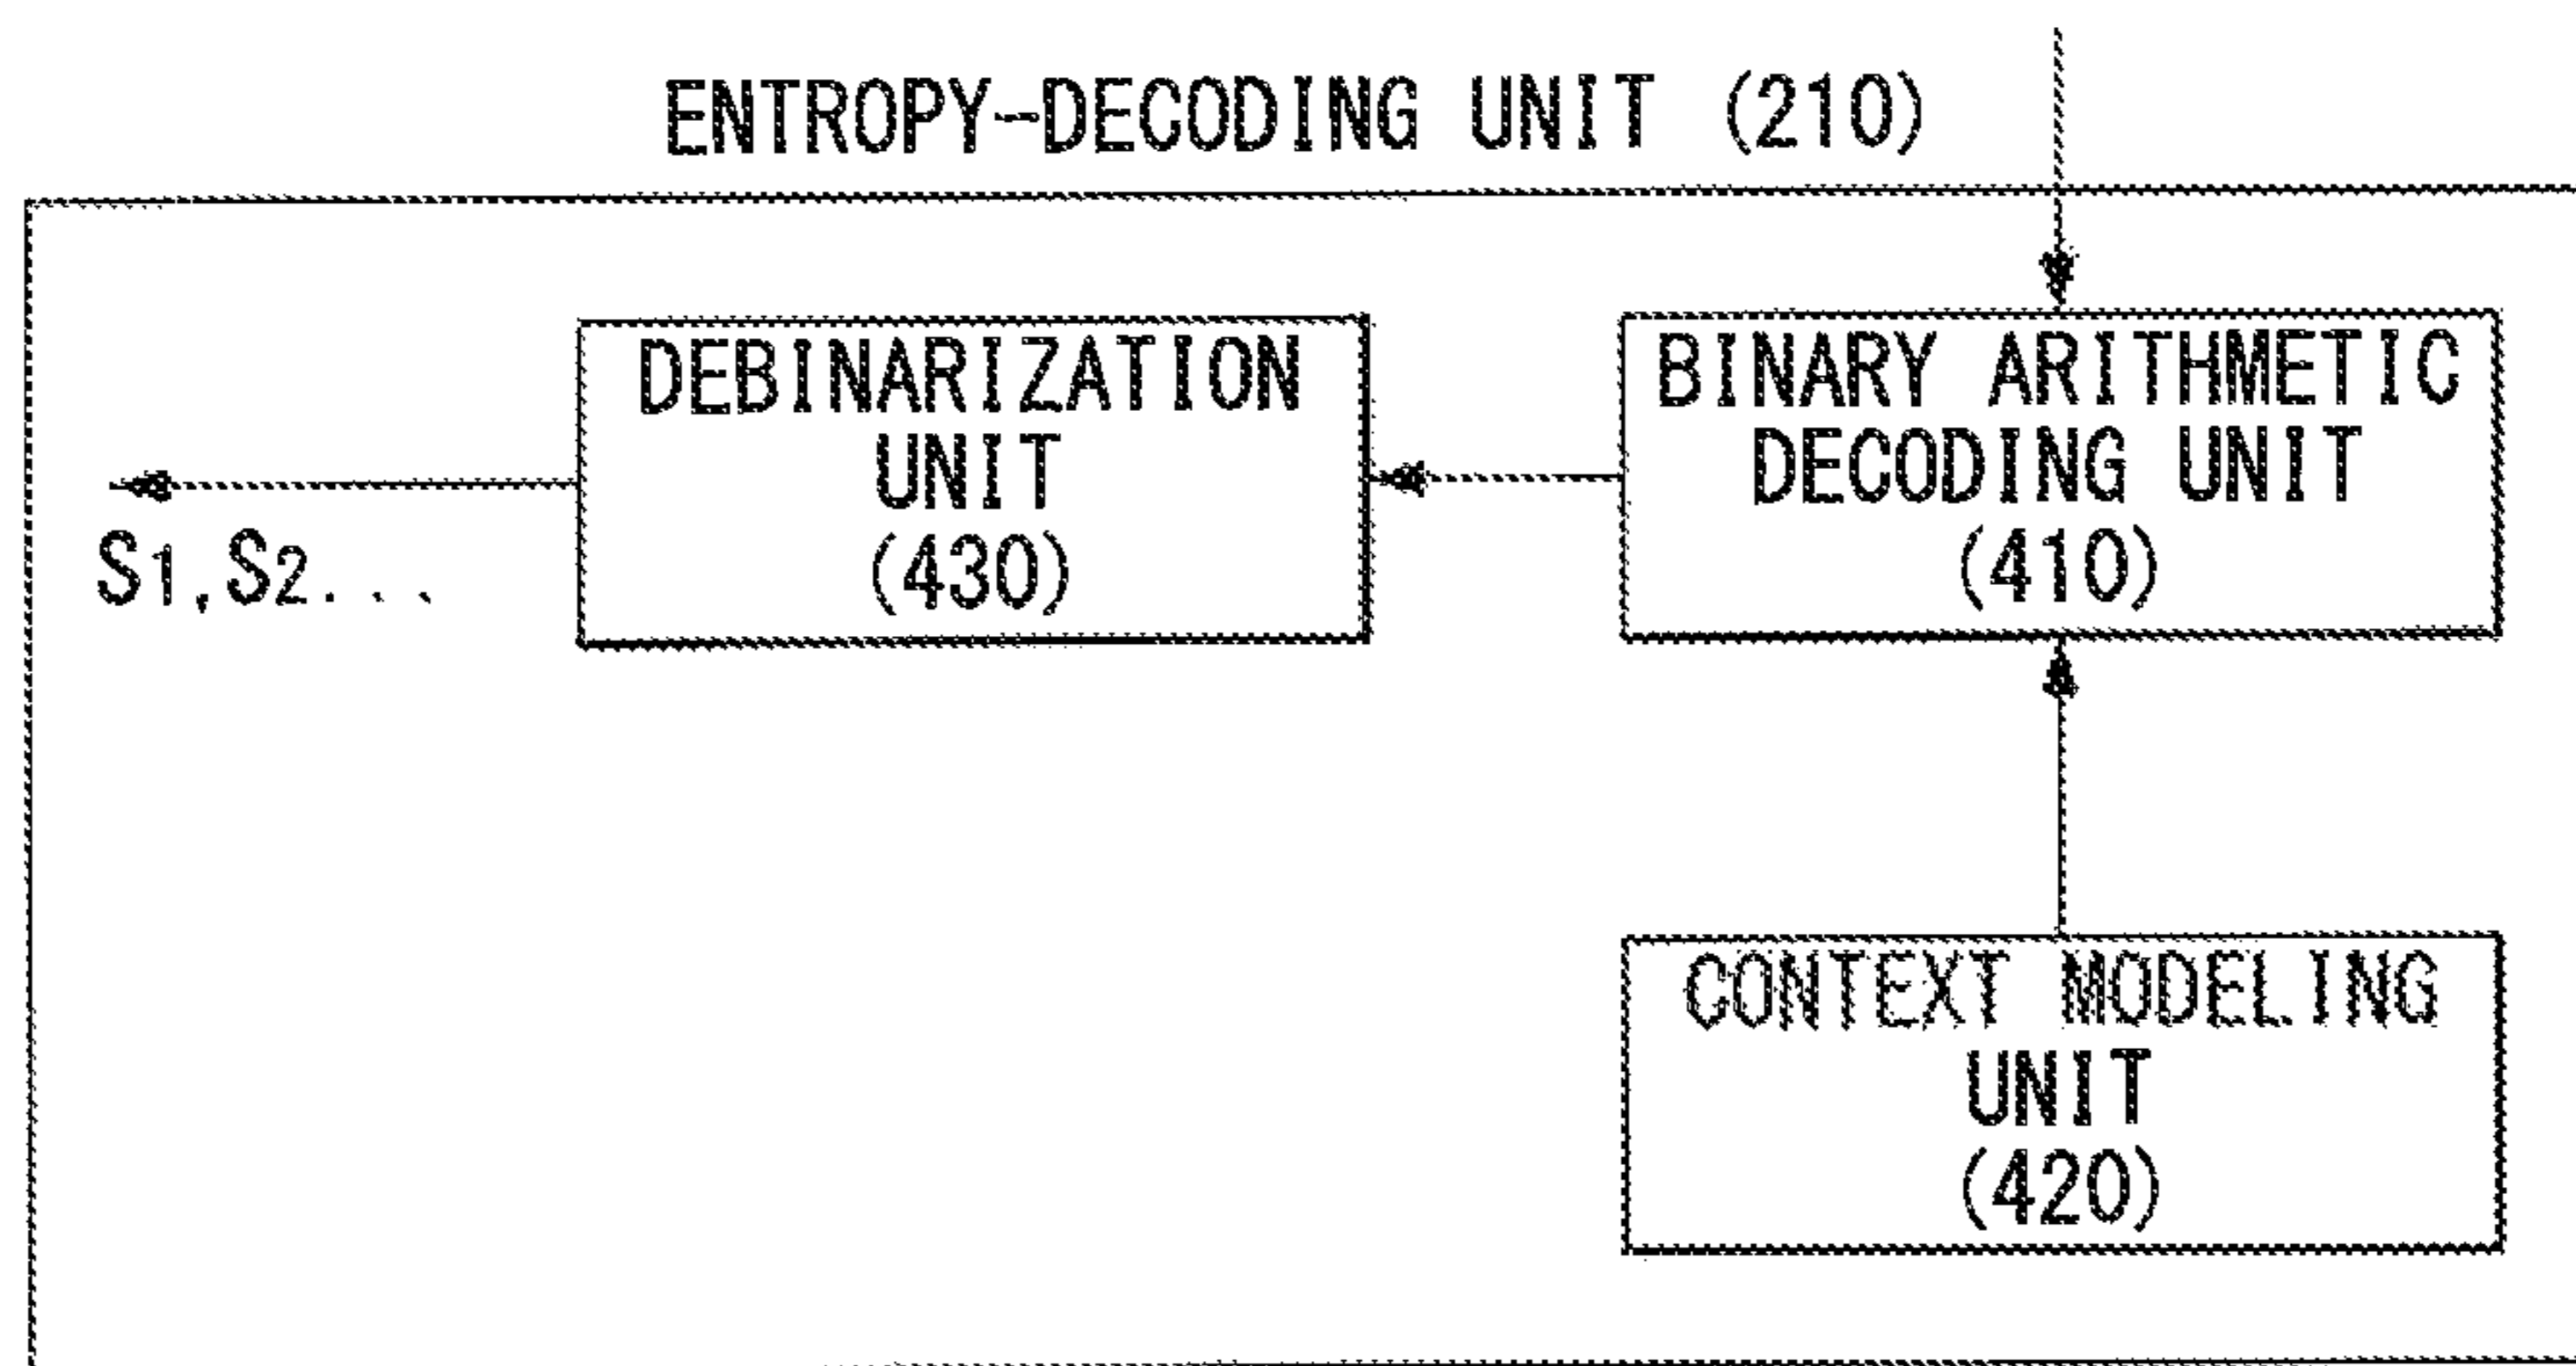 ENTROPY-DECODING UNIT (210)
DEBINARIZATION
UNIT
(430)
BINARY ARITHMETIC
DECODING UNIT
(410)
S1,S2...
CONTEXT MODELING
UNIT
(420)